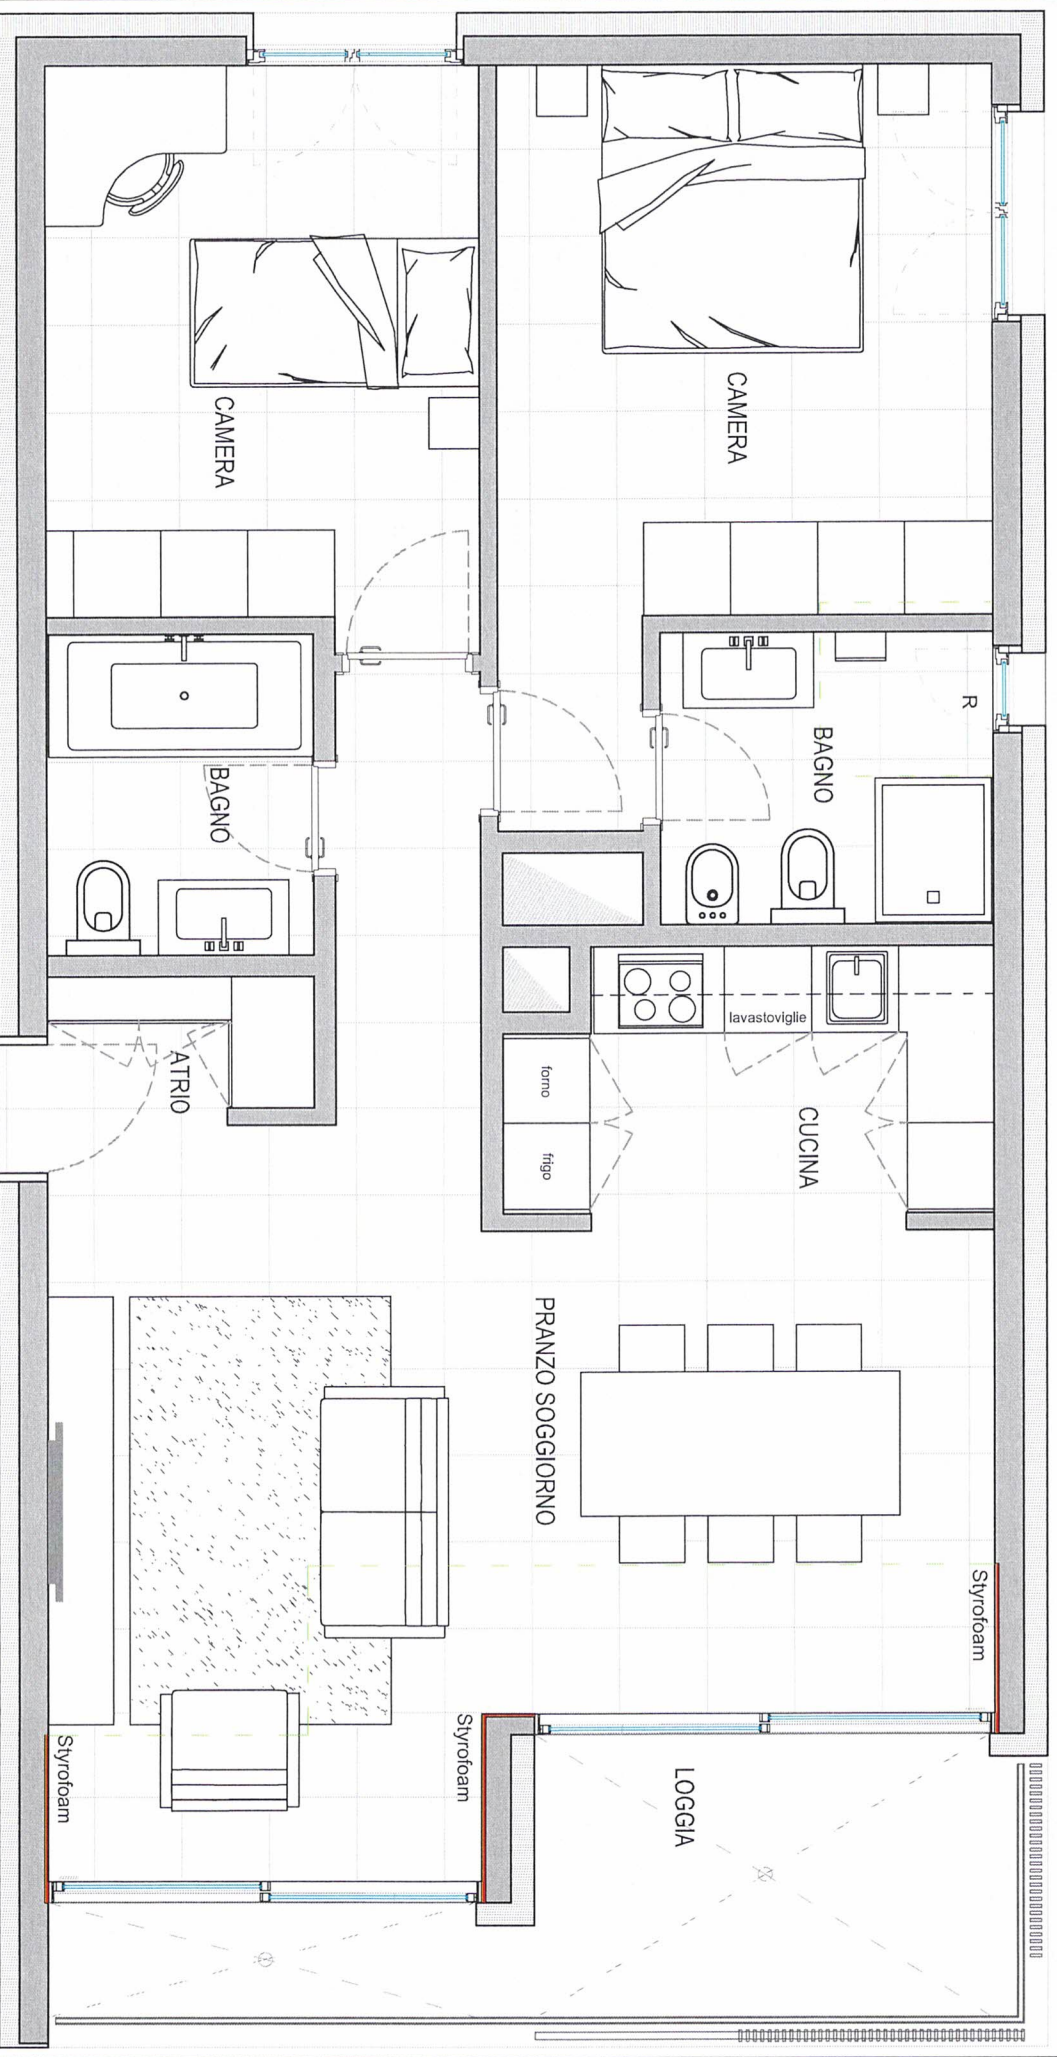 CAMERA
CAMERA
R
BAGNO
BAGNO
lavastoviglie
ATRIO
forno
CUCINA
frigo
PRANZO SOGGIORNO
Styrofoam
Styrofoam
Styrofoam
LOGGIA